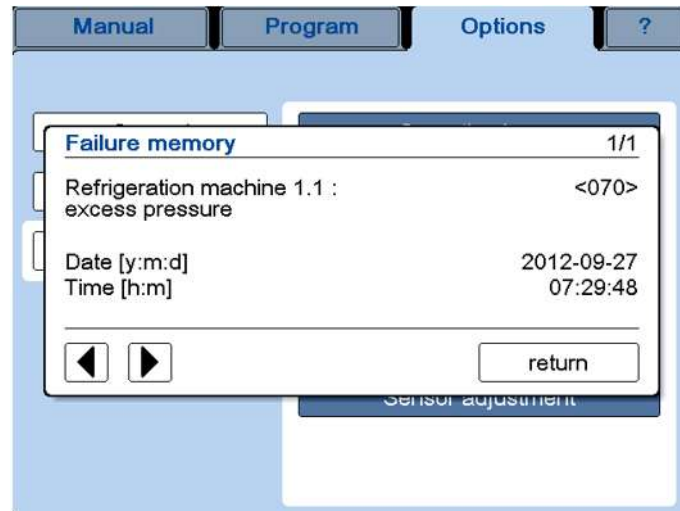 Manual Program Options ?
Failure memory 1/1
Refrigeration machine 1.1 : <070>
excess pressure
Date [y:m:d] 2012-09-27
Time [h:m] 07:29:48
return
Sensor adjustment